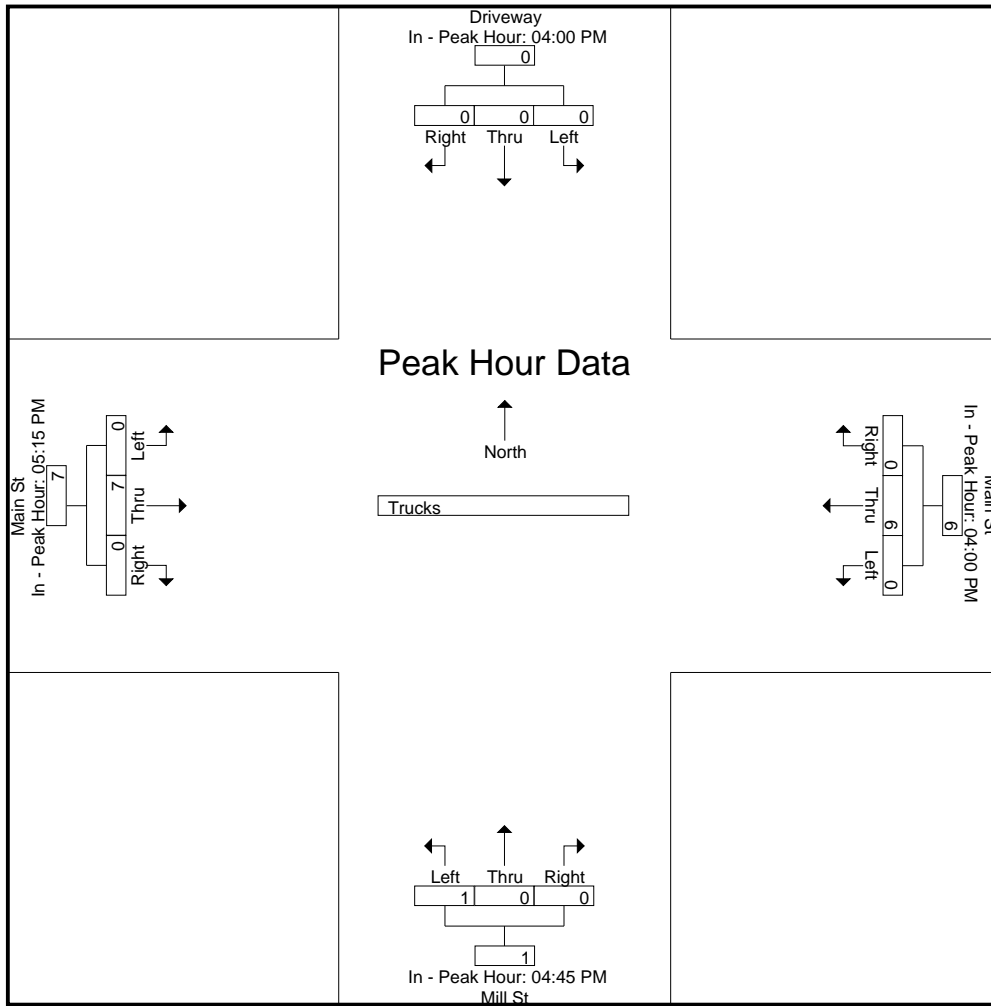 Driveway
In - Peak Hour: 04:00 PM
0
0 0 0
Right Thru Left
Peak Hour Data
North
Trucks
Main St
In - Peak Hour: 05:15 PM
7
0 7 0
Left Thru Right
Main St
In - Peak Hour: 04:00 PM
6
0 6 0
Right Thru Left
Left Thru Right
1 0 0
1
In - Peak Hour: 04:45 PM
Mill St